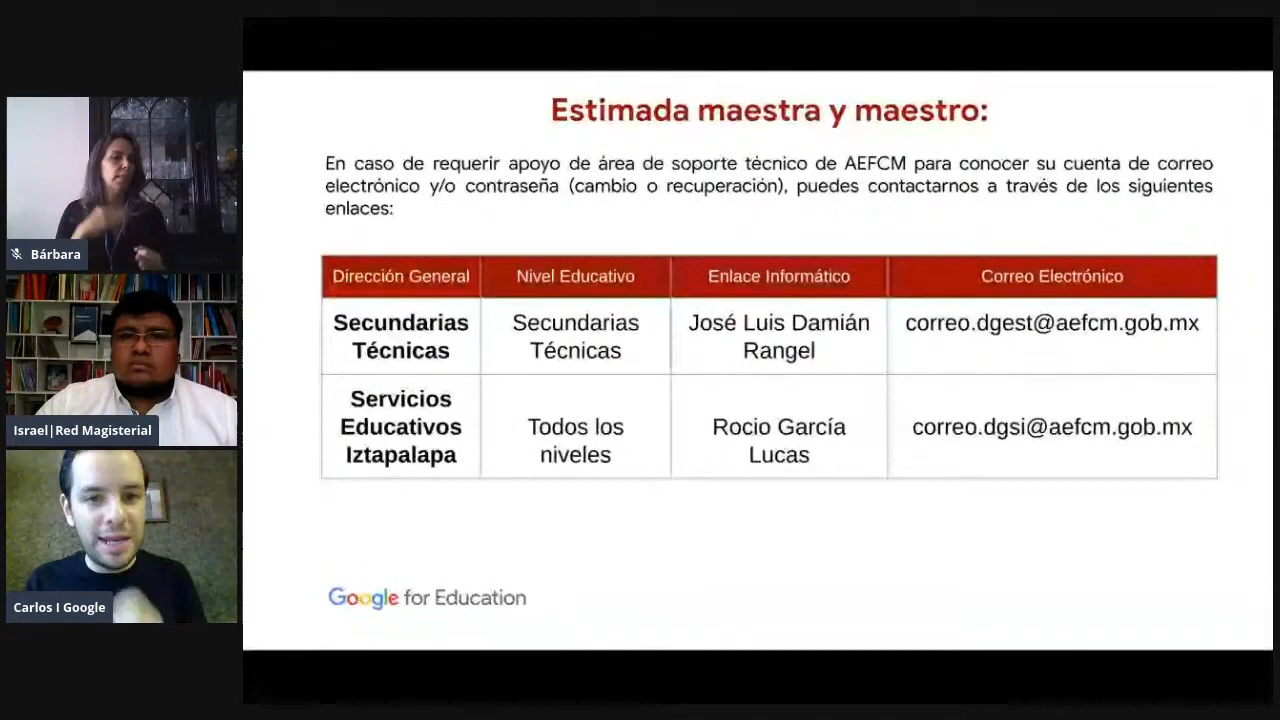 Estimada maestra y maestro:
En caso de requerir apoyo de área de soporte técnico de AEFCM para conocer su cuenta de correo
electrónico y/o contraseña (cambio o recuperación), puedes contactarnos a través de los siguientes
enlaces:
Dirección General Nivel Educativo Enlace Informático Correo Electrónico
Secundarias Secundarias José Luis Damián correo.dgest@aefcm.gob.mx
Técnicas Técnicas Rangel
Servicios
Educativos Todos los Rocio García correo.dgsi@aefcm.gob.mx
Iztapalapa niveles Lucas
Google for Education
Bárbara
Israel|Red Magisterial
Carlos I Google